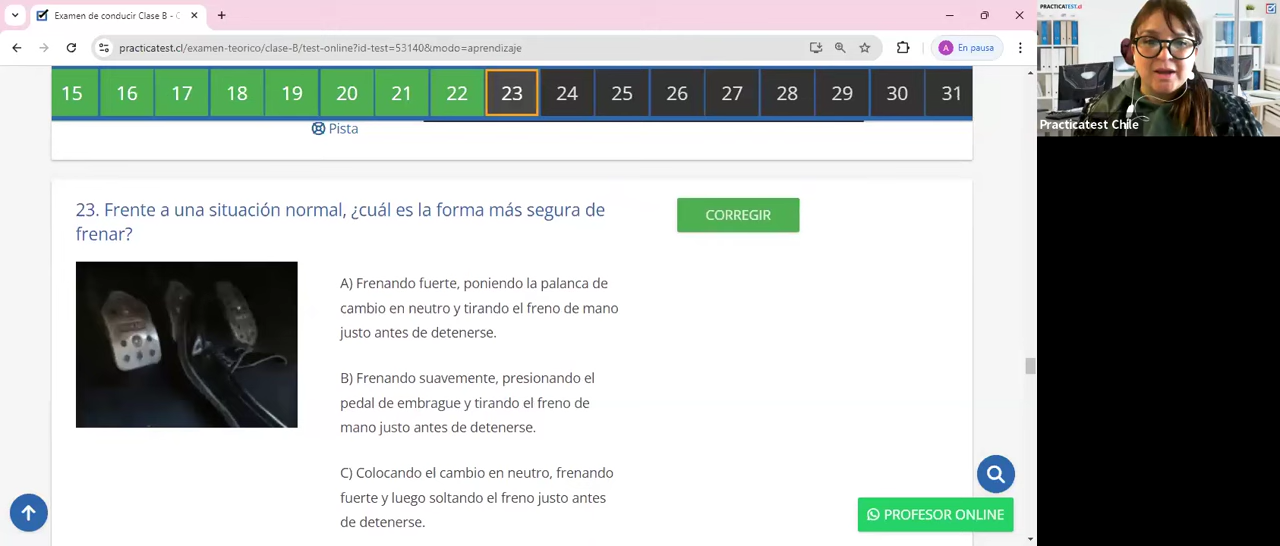 Examen de conducir Clase B - C
practicatest.cl/examen-teorico/clase-B/test-online?id-test=53140&modo=aprendizaje
A En pausa
PRACTICATEST.cl
Practicatest Chile
15 16 17 18 19 20 21 22 23 24 25 26 27 28 29 30 31
Pista
23. Frente a una situación normal, ¿cuál es la forma más segura de
frenar?
CORREGIR
A) Frenando fuerte, poniendo la palanca de
cambio en neutro y tirando el freno de mano
justo antes de detenerse.
B) Frenando suavemente, presionando el
pedal de embrague y tirando el freno de
mano justo antes de detenerse.
C) Colocando el cambio en neutro, frenando
fuerte y luego soltando el freno justo antes
de detenerse.
PROFESOR ONLINE